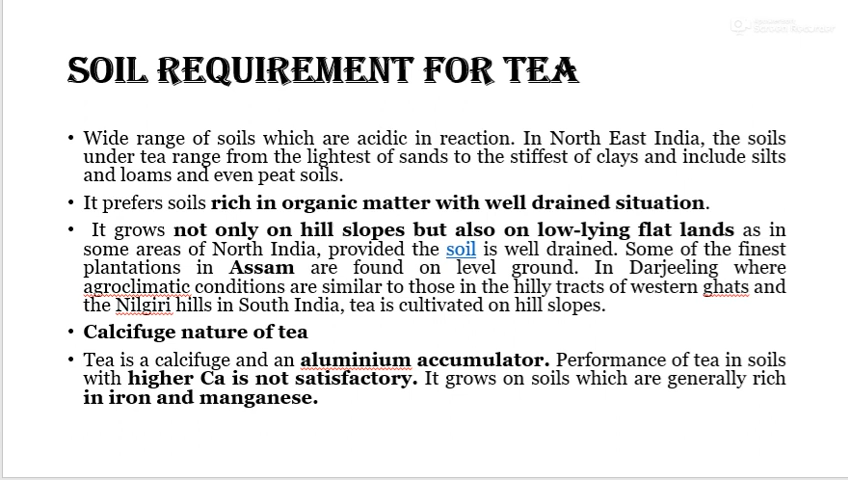 Screen Recorder
SOIL REQUIREMENT FOR TEA
• Wide range of soils which are acidic in reaction. In North East India, the soils
under tea range from the lightest of sands to the stiffest of clays and include silts
and loams and even peat soils.
• It prefers soils rich in organic matter with well drained situation.
• It grows not only on hill slopes but also on low-lying flat lands as in
some areas of North India, provided the soil is well drained. Some of the finest
plantations in Assam are found on level ground. In Darjeeling where
agroclimatic conditions are similar to those in the hilly tracts of western ghats and
the Nilgiri hills in South India, tea is cultivated on hill slopes.
• Calcifuge nature of tea
• Tea is a calcifuge and an aluminium accumulator. Performance of tea in soils
with higher Ca is not satisfactory. It grows on soils which are generally rich
in iron and manganese.